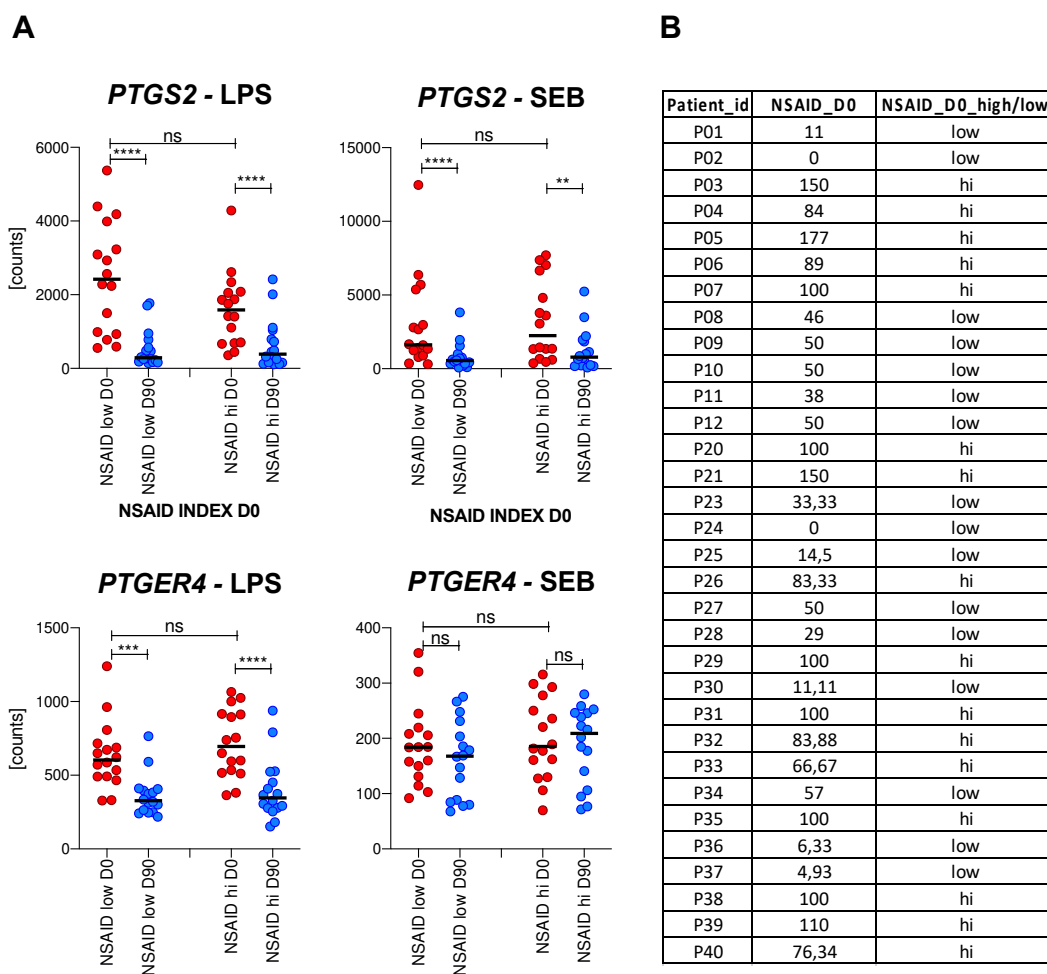 A
B
PTGS2 - LPS
ns
****
****
6000
4000
2000
0
[counts]
NSAID low D0
NSAID low D90
NSAID hi D0
NSAID hi D90
NSAID INDEX D0
PTGS2 - SEB
ns
****
**
15000
10000
5000
0
NSAID low D0
NSAID low D90
NSAID hi D0
NSAID hi D90
NSAID INDEX D0
PTGER4 - LPS
ns
***
****
1500
1000
500
0
[counts]
NSAID low D0
NSAID low D90
NSAID hi D0
NSAID hi D90
PTGER4 - SEB
ns
ns
ns
400
300
200
100
0
NSAID low D0
NSAID low D90
NSAID hi D0
NSAID hi D90
Patient_id NSAID_D0 NSAID_D0_high/low
P01 11 low
P02 0 low
P03 150 hi
P04 84 hi
P05 177 hi
P06 89 hi
P07 100 hi
P08 46 low
P09 50 low
P10 50 low
P11 38 low
P12 50 low
P20 100 hi
P21 150 hi
P23 33,33 low
P24 0 low
P25 14,5 low
P26 83,33 hi
P27 50 low
P28 29 low
P29 100 hi
P30 11,11 low
P31 100 hi
P32 83,88 hi
P33 66,67 hi
P34 57 low
P35 100 hi
P36 6,33 low
P37 4,93 low
P38 100 hi
P39 110 hi
P40 76,34 hi